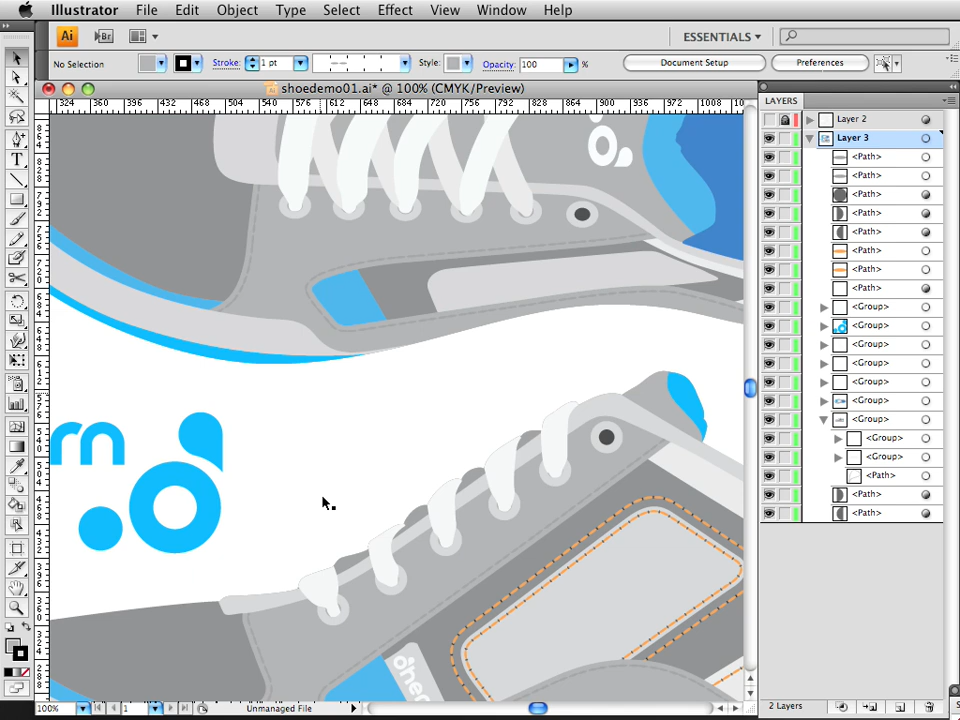 Illustrator File Edit Object Type Select Effect View Window Help
Ai Br ESSENTIALS
No Selection Stroke: 1 pt Style: Opacity: 100 % Document Setup Preferences
shoedemo01.ai* @ 100% (CMYK/Preview)
324 360 396 432 468 504 540 576 612 648 684 720 756 792 828 864 900 936 972 1008
LAYERS
Layer 2
Layer 3
<Path>
<Path>
<Path>
<Path>
<Path>
<Path>
<Path>
<Path>
<Group>
<Group>
<Group>
<Group>
<Group>
<Group>
<Group>
<Group>
<Group>
<Path>
<Path>
<Path>
100% 1 Unmanaged File
2 Layers